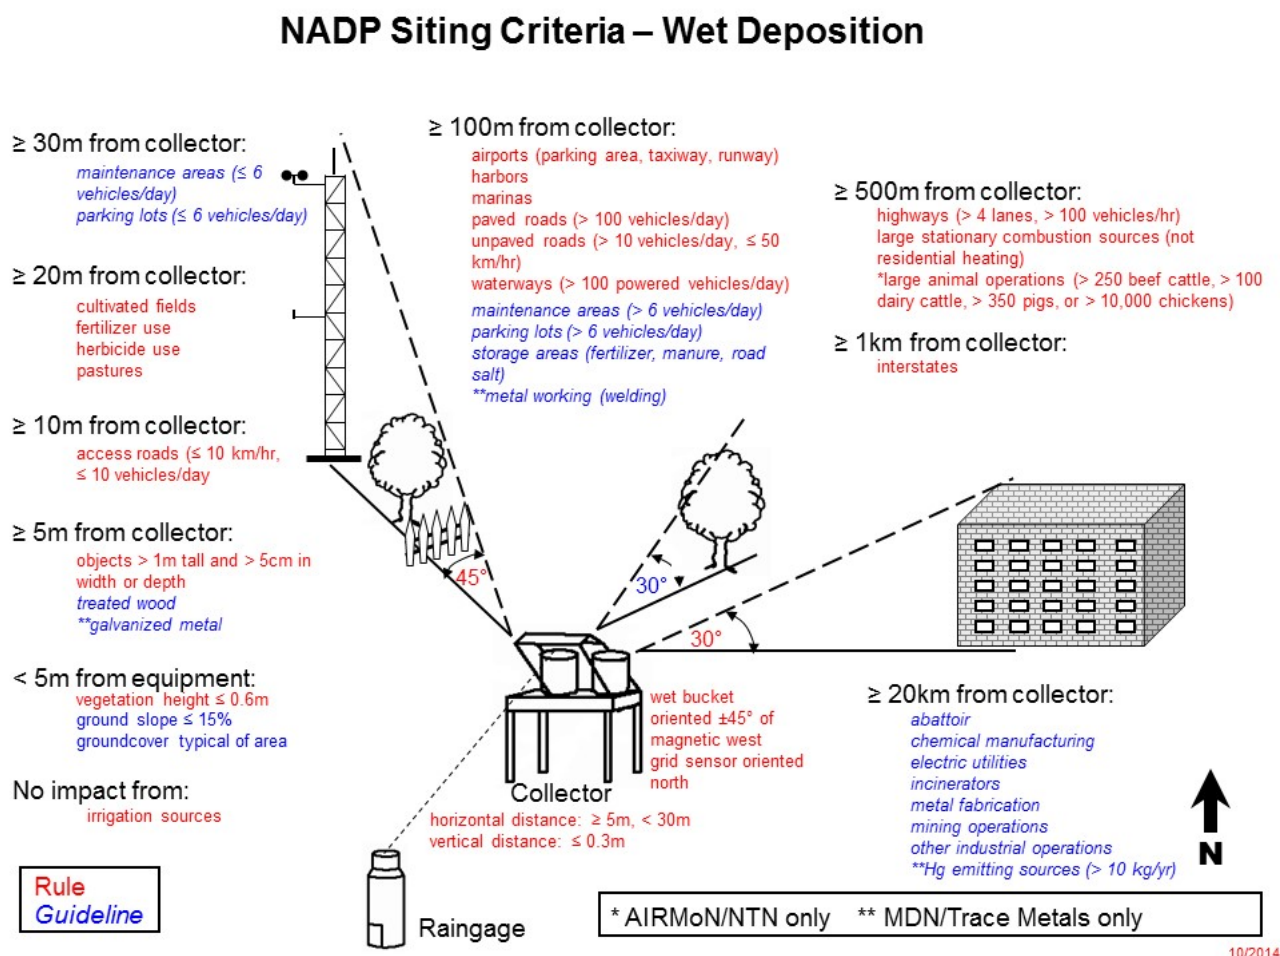 NADP Siting Criteria – Wet Deposition
≥ 30m from collector:
maintenance areas (≤ 6
vehicles/day)
parking lots (≤ 6 vehicles/day)
≥ 20m from collector:
cultivated fields
fertilizer use
herbicide use
pastures
≥ 10m from collector:
access roads (≤ 10 km/hr,
≤ 10 vehicles/day
≥ 5m from collector:
objects > 1m tall and > 5cm in
width or depth
treated wood
**galvanized metal
< 5m from equipment:
vegetation height ≤ 0.6m
ground slope ≤ 15%
groundcover typical of area
No impact from:
irrigation sources
≥ 100m from collector:
airports (parking area, taxiway, runway)
harbors
marinas
paved roads (> 100 vehicles/day)
unpaved roads (> 10 vehicles/day, ≤ 50
km/hr)
waterways (> 100 powered vehicles/day)
maintenance areas (> 6 vehicles/day)
parking lots (> 6 vehicles/day)
storage areas (fertilizer, manure, road
salt)
**metal working (welding)
≥ 500m from collector:
highways (> 4 lanes, > 100 vehicles/hr)
large stationary combustion sources (not
residential heating)
*large animal operations (> 250 beef cattle, > 100
dairy cattle, > 350 pigs, or > 10,000 chickens)
≥ 1km from collector:
interstates
45°
30°
30°
wet bucket
oriented ±45° of
magnetic west
grid sensor oriented
north
Collector
horizontal distance: ≥ 5m, < 30m
vertical distance: ≤ 0.3m
Raingage
≥ 20km from collector:
abattoir
chemical manufacturing
electric utilities
incinerators
metal fabrication
mining operations
other industrial operations
**Hg emitting sources (> 10 kg/yr)
N
Rule
Guideline
* AIRMoN/NTN only ** MDN/Trace Metals only
10/2014